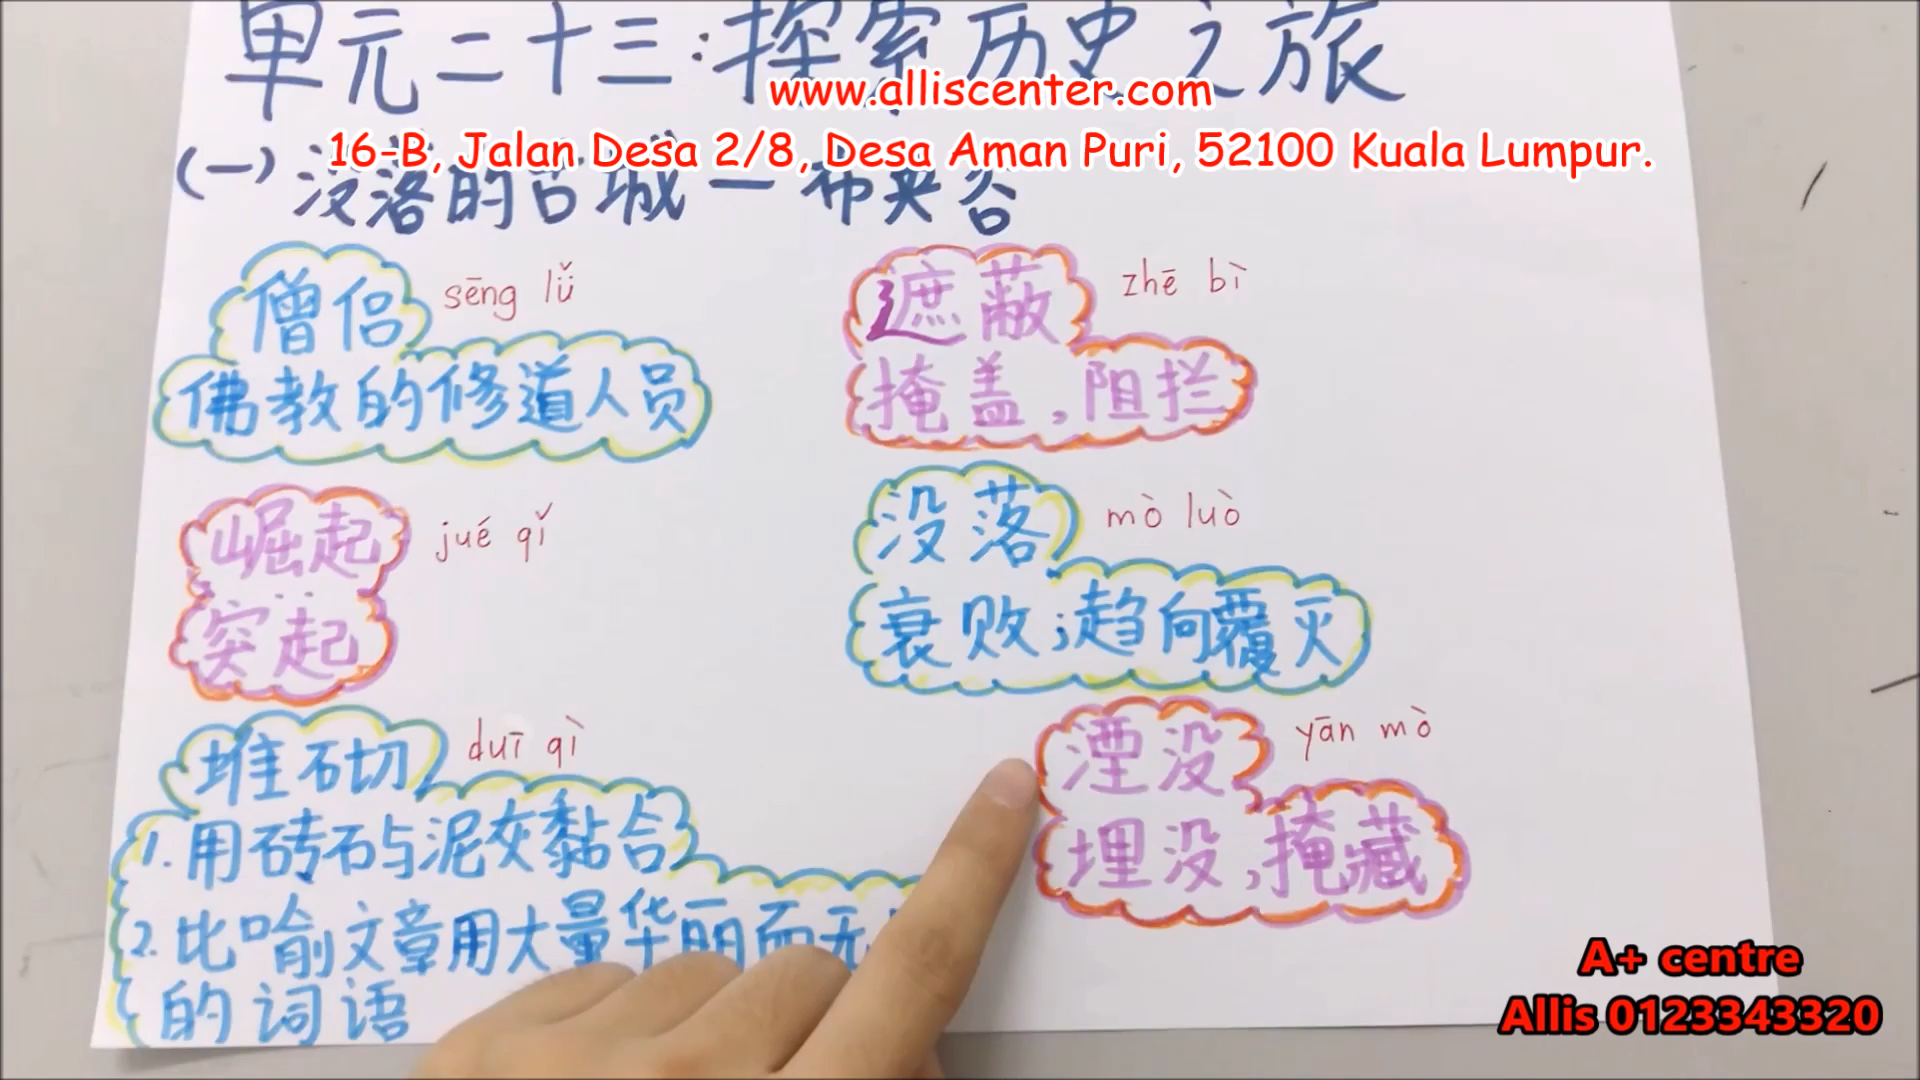 单元二十三:探索历史之旅
www.alliscenter.com
16-B, Jalan Desa 2/8, Desa Aman Puri, 52100 Kuala Lumpur.
(一)没落的古城—布央谷
僧侣 sēng lǚ
佛教的修道人员
崛起 jué qǐ
突起
堆砌 duī qì
1. 用砖石与泥灰黏合
2. 比喻文章用大量华丽而无
的词语
遮蔽 zhē bì
掩盖,阻拦
没落 mò luò
衰败;趋向覆灭
湮没 yān mò
埋没,掩藏
A+ centre
Allis 0123343320